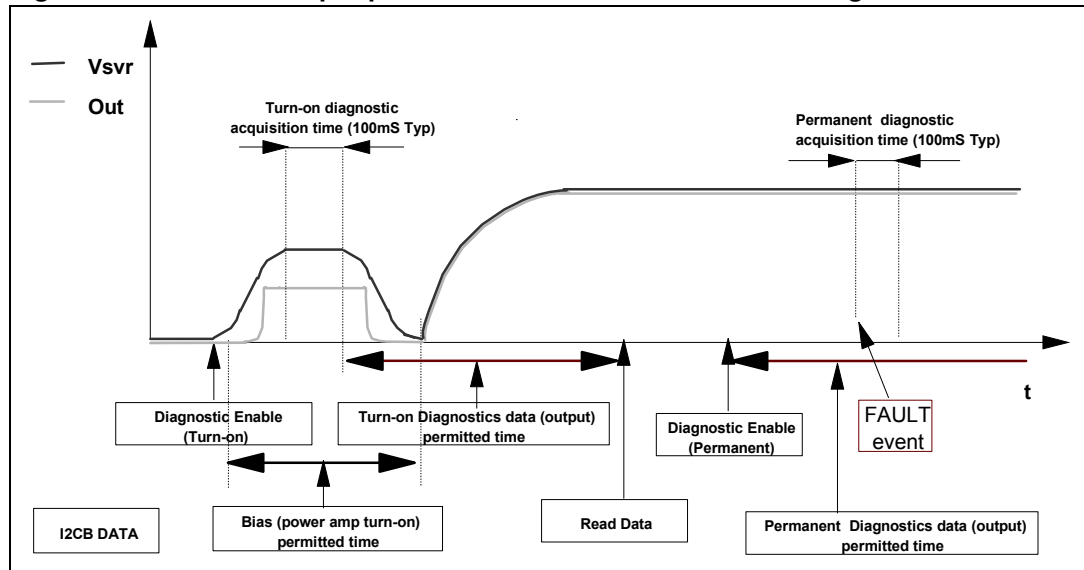 Vsvr
Out
Turn-on diagnostic
acquisition time (100mS Typ)
Permanent diagnostic
acquisition time (100mS Typ)
t
Diagnostic Enable
(Turn-on)
Turn-on Diagnostics data (output)
permitted time
Diagnostic Enable
(Permanent)
FAULT
event
Bias (power amp turn-on)
permitted time
Read Data
Permanent Diagnostics data (output)
permitted time
I2CB DATA